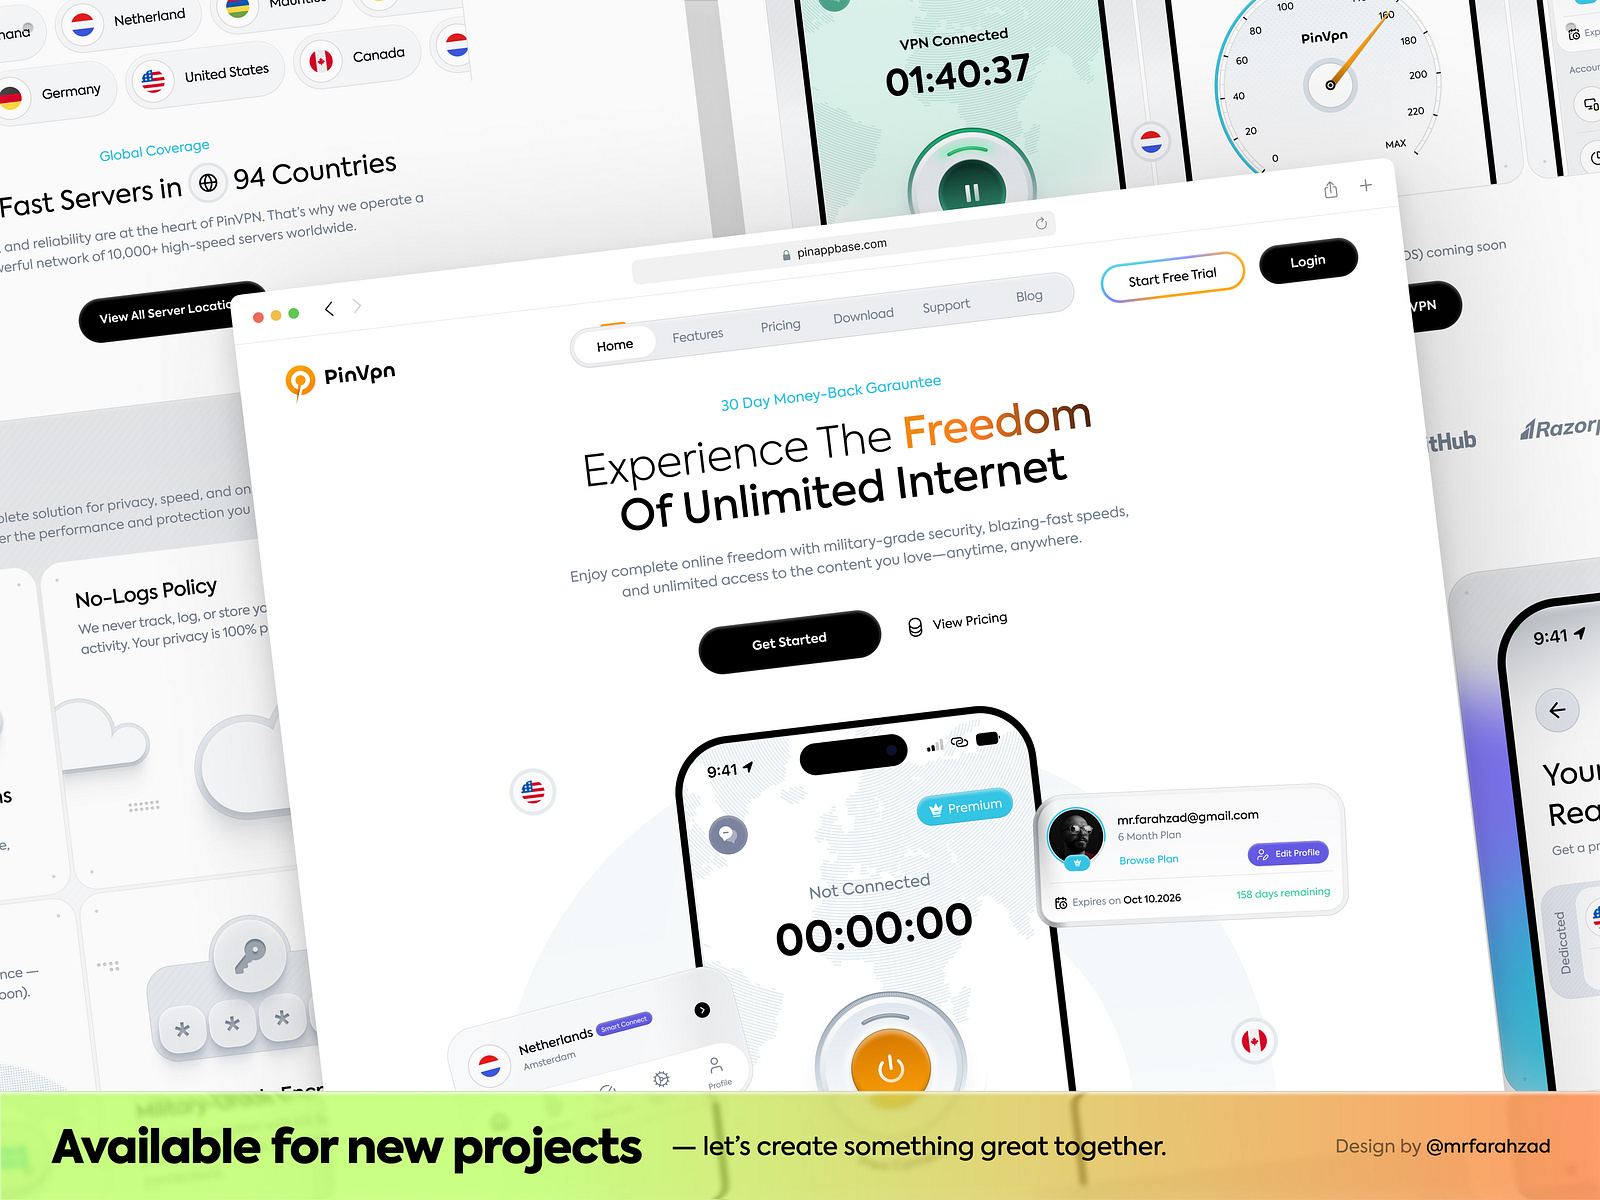 Netherland
Germany
United States
Canada
Global Coverage
Fast Servers in 94 Countries
and reliability are at the heart of PinVPN. That's why we operate a
network of 10,000+ high-speed servers worldwide.
View All Server
VPN Connected
01:40:37
PinVpn
0
20
40
60
80
100
160
180
200
220
MAX
coming soon
VPN
pinappbase.com
PinVpn
Home
Features
Pricing
Download
Support
Blog
Start Free Trial
Login
30 Day Money-Back Garauntee
Experience The Freedom
Of Unlimited Internet
Enjoy complete online freedom with military-grade security, blazing-fast speeds,
and unlimited access to the content you love—anytime, anywhere.
Get Started
View Pricing
solution for privacy, speed, and
the performance and protection you
No-Logs Policy
We never track, log, or store
activity. Your privacy is 100%
9:41
Premium
Not Connected
00:00:00
mr.farahzad@gmail.com
6 Month Plan
Browse Plan
Edit Profile
Expires on Oct 10.2026
158 days remaining
Netherlands
Smart Connect
Amsterdam
Profile
* * *
9:41
Get a
Dedicated
Available for new projects — let's create something great together.
Design by @mrfarahzad